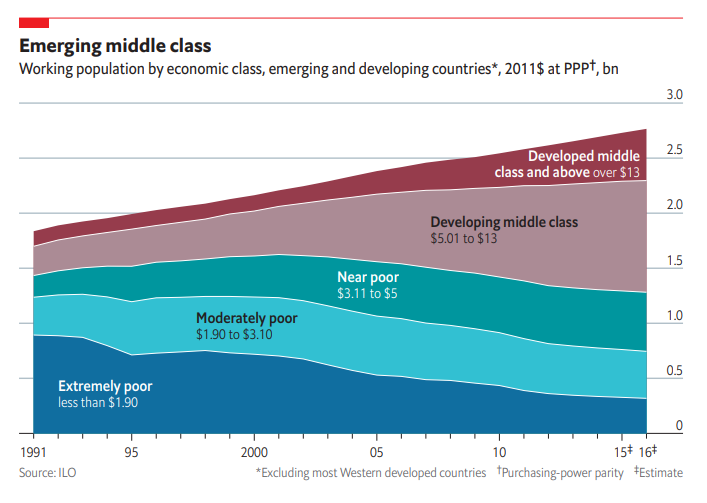 Emerging middle class
Working population by economic class, emerging and developing countries*, 2011$ at PPP†, bn
3.0
2.5
2.0
1.5
1.0
0.5
0
Developed middle
class and above over $13
Developing middle class
$5.01 to $13
Near poor
$3.11 to $5
Moderately poor
$1.90 to $3.10
Extremely poor
less than $1.90
1991 95 2000 05 10 15‡ 16‡
Source: ILO *Excluding most Western developed countries †Purchasing-power parity ‡Estimate